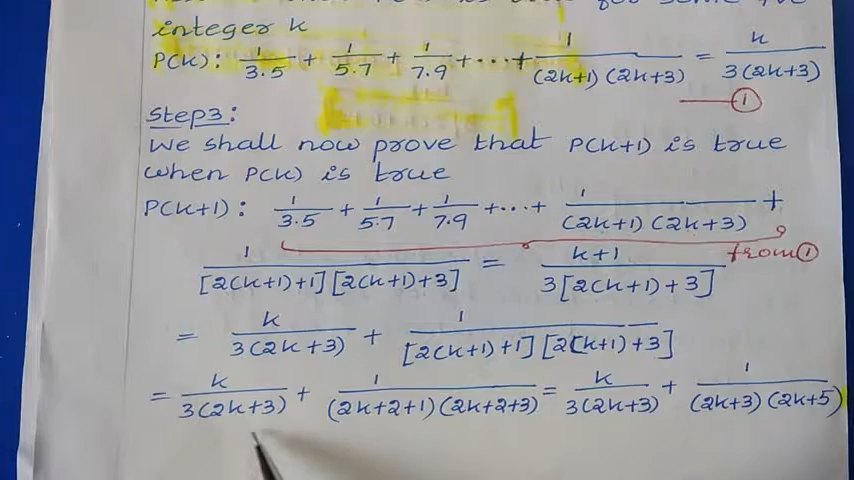 integer k
P(k): 1/3.5 + 1/5.7 + 1/7.9 + ... + 1/(2k+1)(2k+3) = k/3(2k+3)
①
Step3:
We shall now prove that P(k+1) is true
when P(k) is true
P(k+1): 1/3.5 + 1/5.7 + 1/7.9 + ... + 1/(2k+1)(2k+3) +
from ①
1/[2(k+1)+1][2(k+1)+3] = k+1/3[2(k+1)+3]
= k/3(2k+3) + 1/[2(k+1)+1][2(k+1)+3]
= k/3(2k+3) + 1/(2k+2+1)(2k+2+3) = k/3(2k+3) + 1/(2k+3)(2k+5)